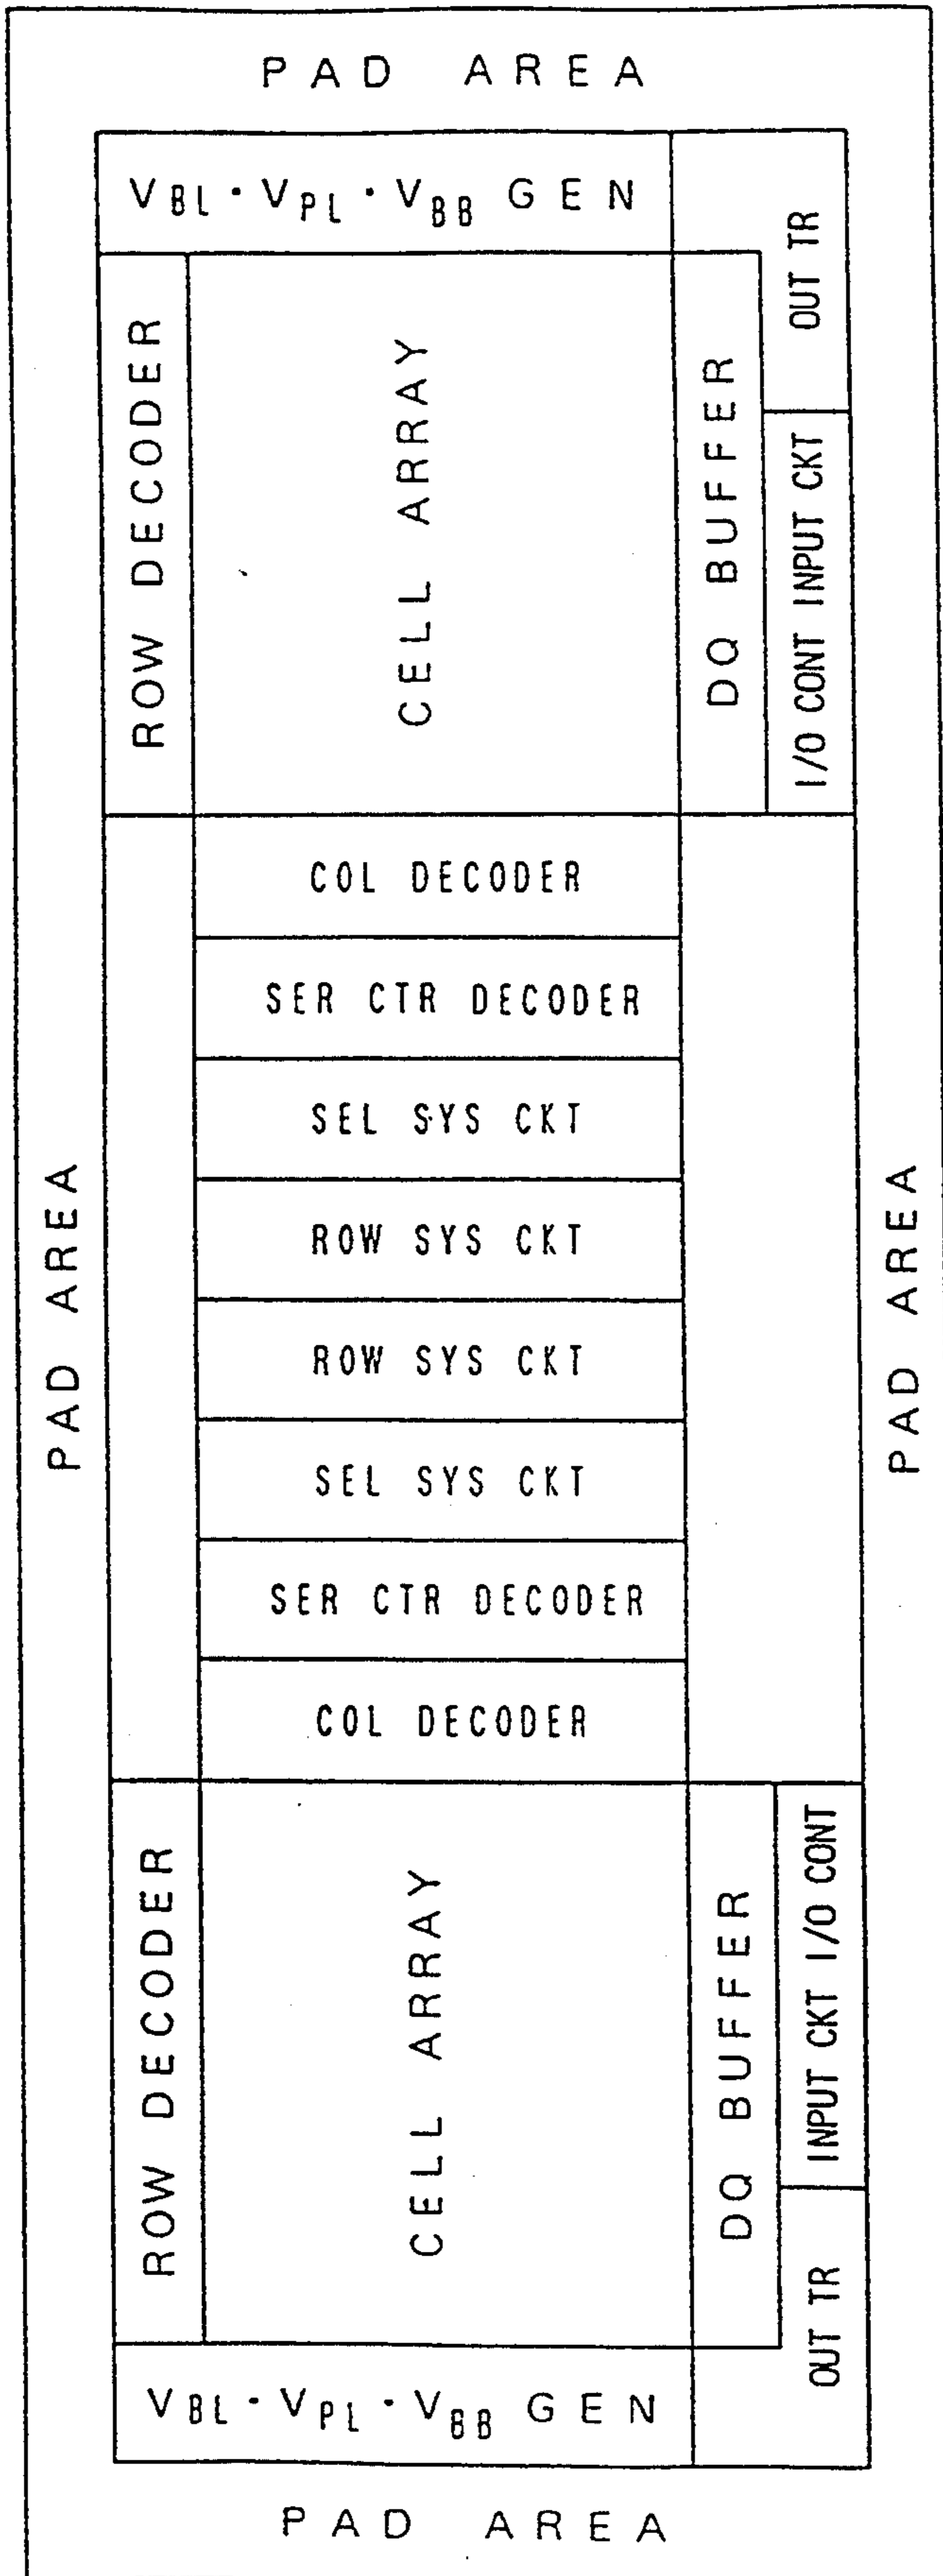 PAD AREA
VBL · VPL · VBB GEN
OUT TR
ROW DECODER
CELL ARRAY
DQ BUFFER
I/O CONT INPUT CKT
COL DECODER
SER CTR DECODER
SEL SYS CKT
ROW SYS CKT
PAD AREA
PAD AREA
ROW SYS CKT
SEL SYS CKT
SER CTR DECODER
COL DECODER
ROW DECODER
CELL ARRAY
DQ BUFFER
INPUT CKT I/O CONT
OUT TR
VBL · VPL · VBB GEN
PAD AREA